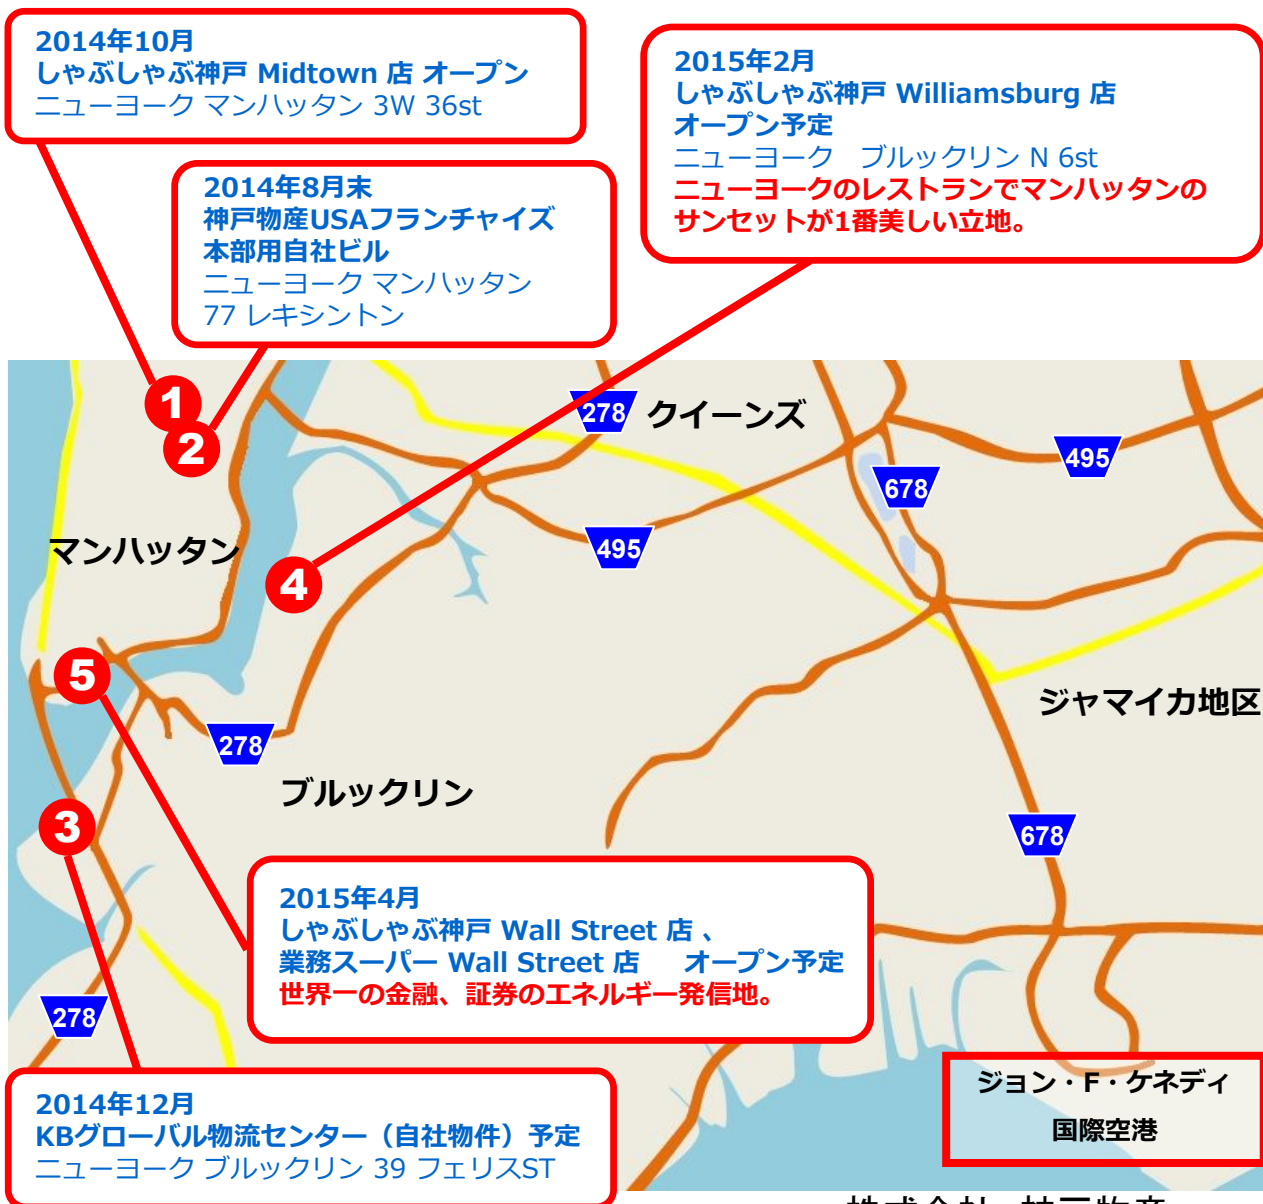 2014年10月
しゃぶしゃぶ神戸 Midtown 店 オープン
ニューヨーク マンハッタン 3W 36st
2015年2月
しゃぶしゃぶ神戸 Williamsburg 店
オープン予定
ニューヨーク　ブルックリン N 6st
ニューヨークのレストランでマンハッタンの
サンセットが1番美しい立地。
2014年8月末
神戸物産USAフランチャイズ
本部用自社ビル
ニューヨーク マンハッタン
77 レキシントン
1
2
278
クイーンズ
495
678
マンハッタン
495
4
5
ジャマイカ地区
278
ブルックリン
3
678
2015年4月
しゃぶしゃぶ神戸 Wall Street 店 、
業務スーパー Wall Street 店　オープン予定
世界一の金融、証券のエネルギー発信地。
278
ジョン・F・ケネディ
国際空港
2014年12月
KBグローバル物流センター（自社物件）予定
ニューヨーク ブルックリン 39 フェリスST